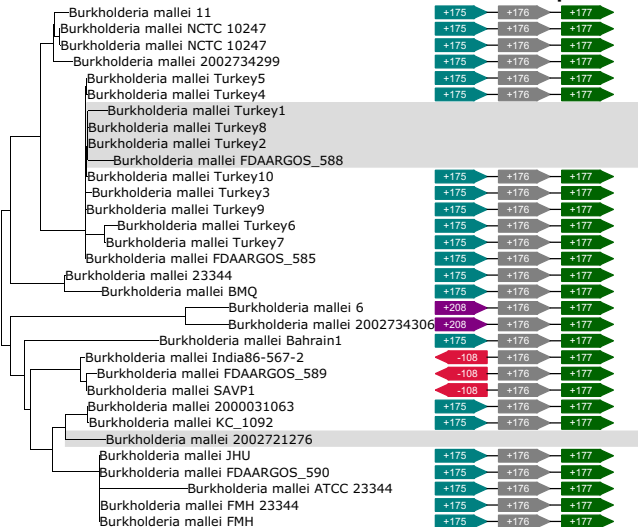 Burkholderia mallei 11 +175 +176 +177
Burkholderia mallei NCTC 10247 +175 +176 +177
Burkholderia mallei NCTC 10247 +175 +176 +177
Burkholderia mallei 2002734299 +175 +176 +177
Burkholderia mallei Turkey5 +175 +176 +177
Burkholderia mallei Turkey4 +175 +176 +177
Burkholderia mallei Turkey1
Burkholderia mallei Turkey8
Burkholderia mallei Turkey2
Burkholderia mallei FDAARGOS_588
Burkholderia mallei Turkey10 +175 +176 +177
Burkholderia mallei Turkey3 +175 +176 +177
Burkholderia mallei Turkey9 +175 +176 +177
Burkholderia mallei Turkey6 +175 +176 +177
Burkholderia mallei Turkey7 +175 +176 +177
Burkholderia mallei FDAARGOS_585 +175 +176 +177
Burkholderia mallei 23344 +175 +176 +177
Burkholderia mallei BMQ +175 +176 +177
Burkholderia mallei 6 +208 +176 +177
Burkholderia mallei 2002734306 +208 +176 +177
Burkholderia mallei Bahrain1 +175 +176 +177
Burkholderia mallei India86-567-2 -108 +176 +177
Burkholderia mallei FDAARGOS_589 -108 +176 +177
Burkholderia mallei SAVP1 -108 +176 +177
Burkholderia mallei 2000031063 +175 +176 +177
Burkholderia mallei KC_1092 +175 +176 +177
Burkholderia mallei 2002721276
Burkholderia mallei JHU +175 +176 +177
Burkholderia mallei FDAARGOS_590 +175 +176 +177
Burkholderia mallei ATCC 23344 +175 +176 +177
Burkholderia mallei FMH 23344 +175 +176 +177
Burkholderia mallei FMH +175 +176 +177